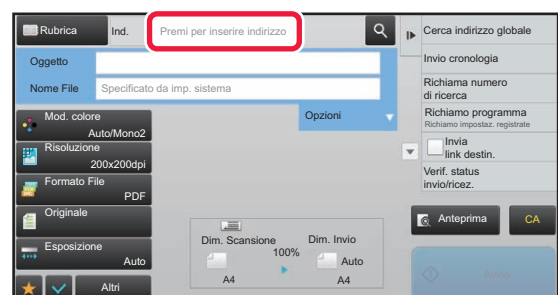 Rubrica
Ind.
Premi per inserire indirizzo
Oggetto
Nome File
Specificato da imp. sistema
Opzioni
Mod. colore
Auto/Mono2
Risoluzione
200x200dpi
Formato File
PDF
Originale
Esposizione
Auto
Altri
Dim. Scansione
100%
Dim. Invio
Auto
A4
A4
Cerca indirizzo globale
Invio cronologia
Richiama numero
di ricerca
Richiamo programma
Richiamo impostaz. registrate
Invia
link destin.
Verif. status
invio/ricez.
Anteprima
CA
Avvio